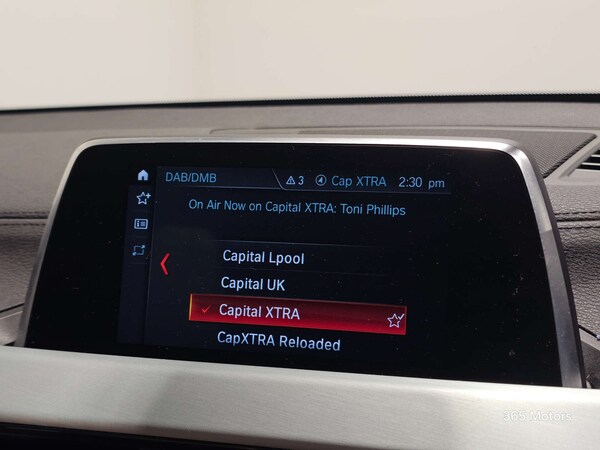 DAB/DMB 3 Cap XTRA 2:30 pm
On Air Now on Capital XTRA: Toni Phillips
Capital Lpool
Capital UK
Capital XTRA
CapXTRA Reloaded
365 Motors